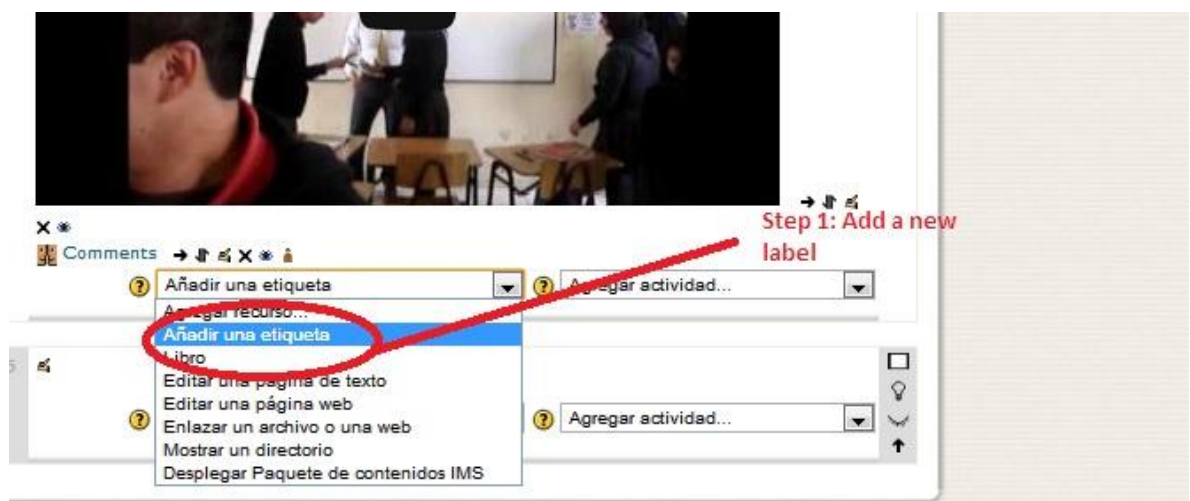 Step 1: Add a new
label
Comments
Añadir una etiqueta
Agregar actividad...
Agregar recurso...
Añadir una etiqueta
Libro
Editar una página de texto
Editar una página web
Enlazar un archivo o una web
Agregar actividad...
Mostrar un directorio
Desplegar Paquete de contenidos IMS